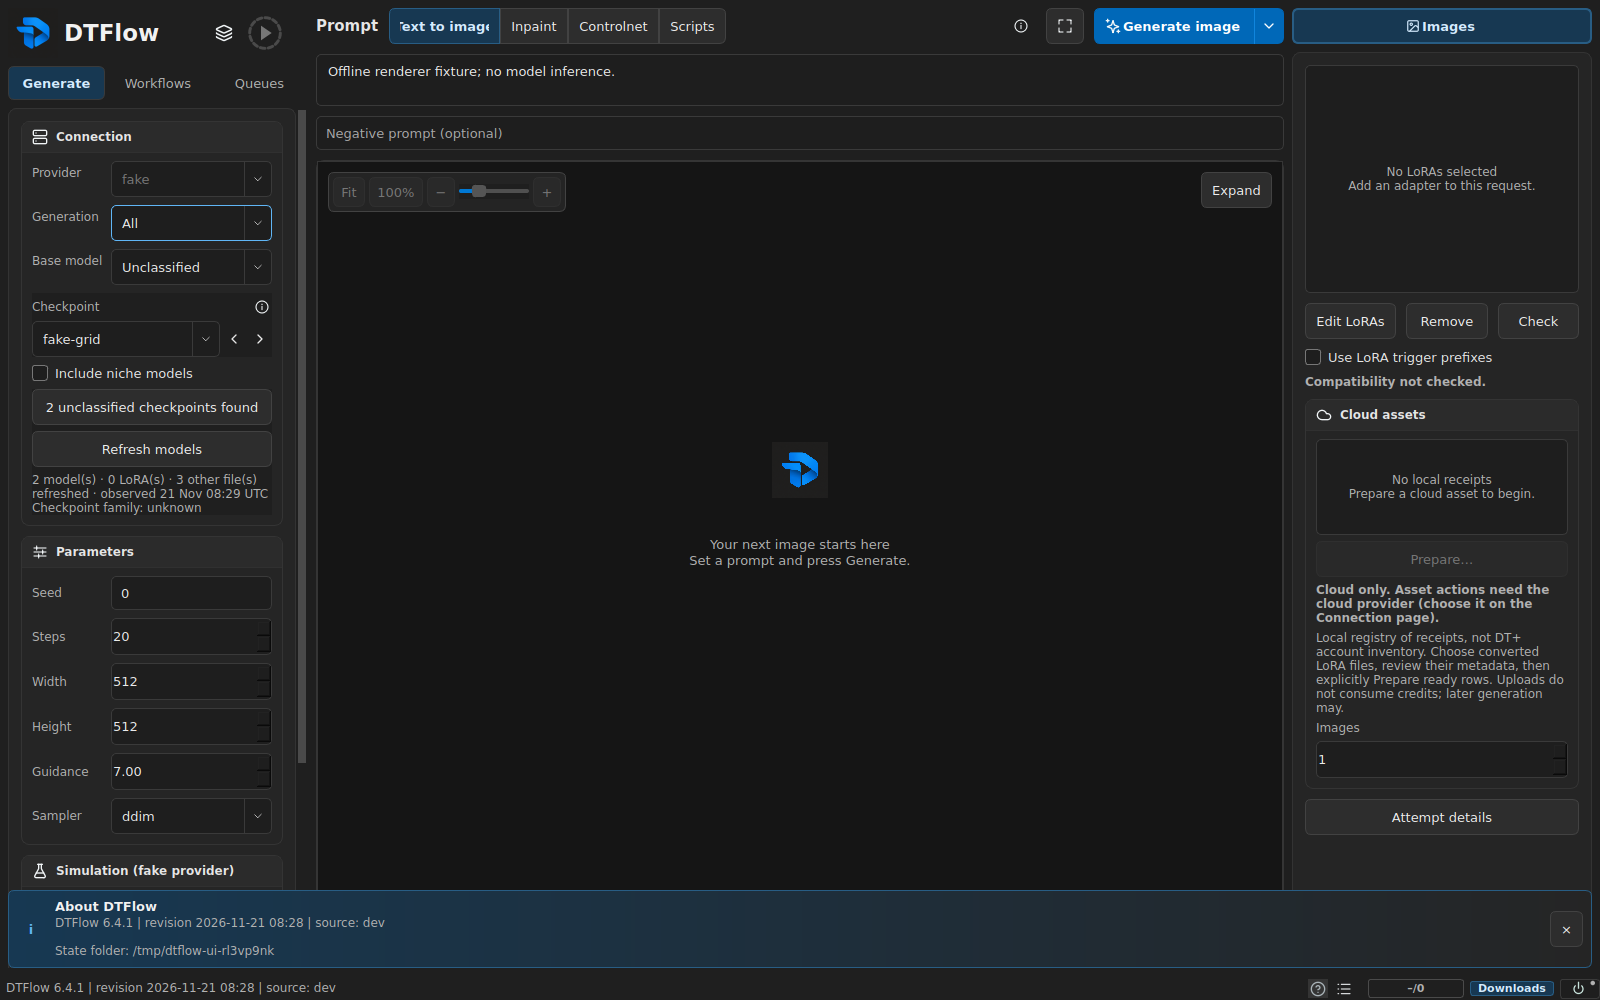 DTFlow
Generate
Workflows
Queues
Connection
Provider
fake
Generation
All
Base model
Unclassified
Checkpoint
fake-grid
Include niche models
2 unclassified checkpoints found
Refresh models
2 model(s) · 0 LoRA(s) · 3 other file(s)
refreshed · observed 21 Nov 08:29 UTC
Checkpoint family: unknown
Parameters
Seed
0
Steps
20
Width
512
Height
512
Guidance
7.00
Sampler
ddim
Simulation (fake provider)
Prompt
Text to image
Inpaint
Controlnet
Scripts
Generate image
Offline renderer fixture; no model inference.
Negative prompt (optional)
Fit
100%
−
+
Expand
Your next image starts here
Set a prompt and press Generate.
Images
No LoRAs selected
Add an adapter to this request.
Edit LoRAs
Remove
Check
Use LoRA trigger prefixes
Compatibility not checked.
Cloud assets
No local receipts
Prepare a cloud asset to begin.
Prepare...
Cloud only. Asset actions need the
cloud provider (choose it on the
Connection page).
Local registry of receipts, not DT+
account inventory. Choose converted
LoRA files, review their metadata, then
explicitly Prepare ready rows. Uploads do
not consume credits; later generation
may.
Images
1
Attempt details
About DTFlow
DTFlow 6.4.1 | revision 2026-11-21 08:28 | source: dev
State folder: /tmp/dtflow-ui-rl3vp9nk
DTFlow 6.4.1 | revision 2026-11-21 08:28 | source: dev
-/0
Downloads